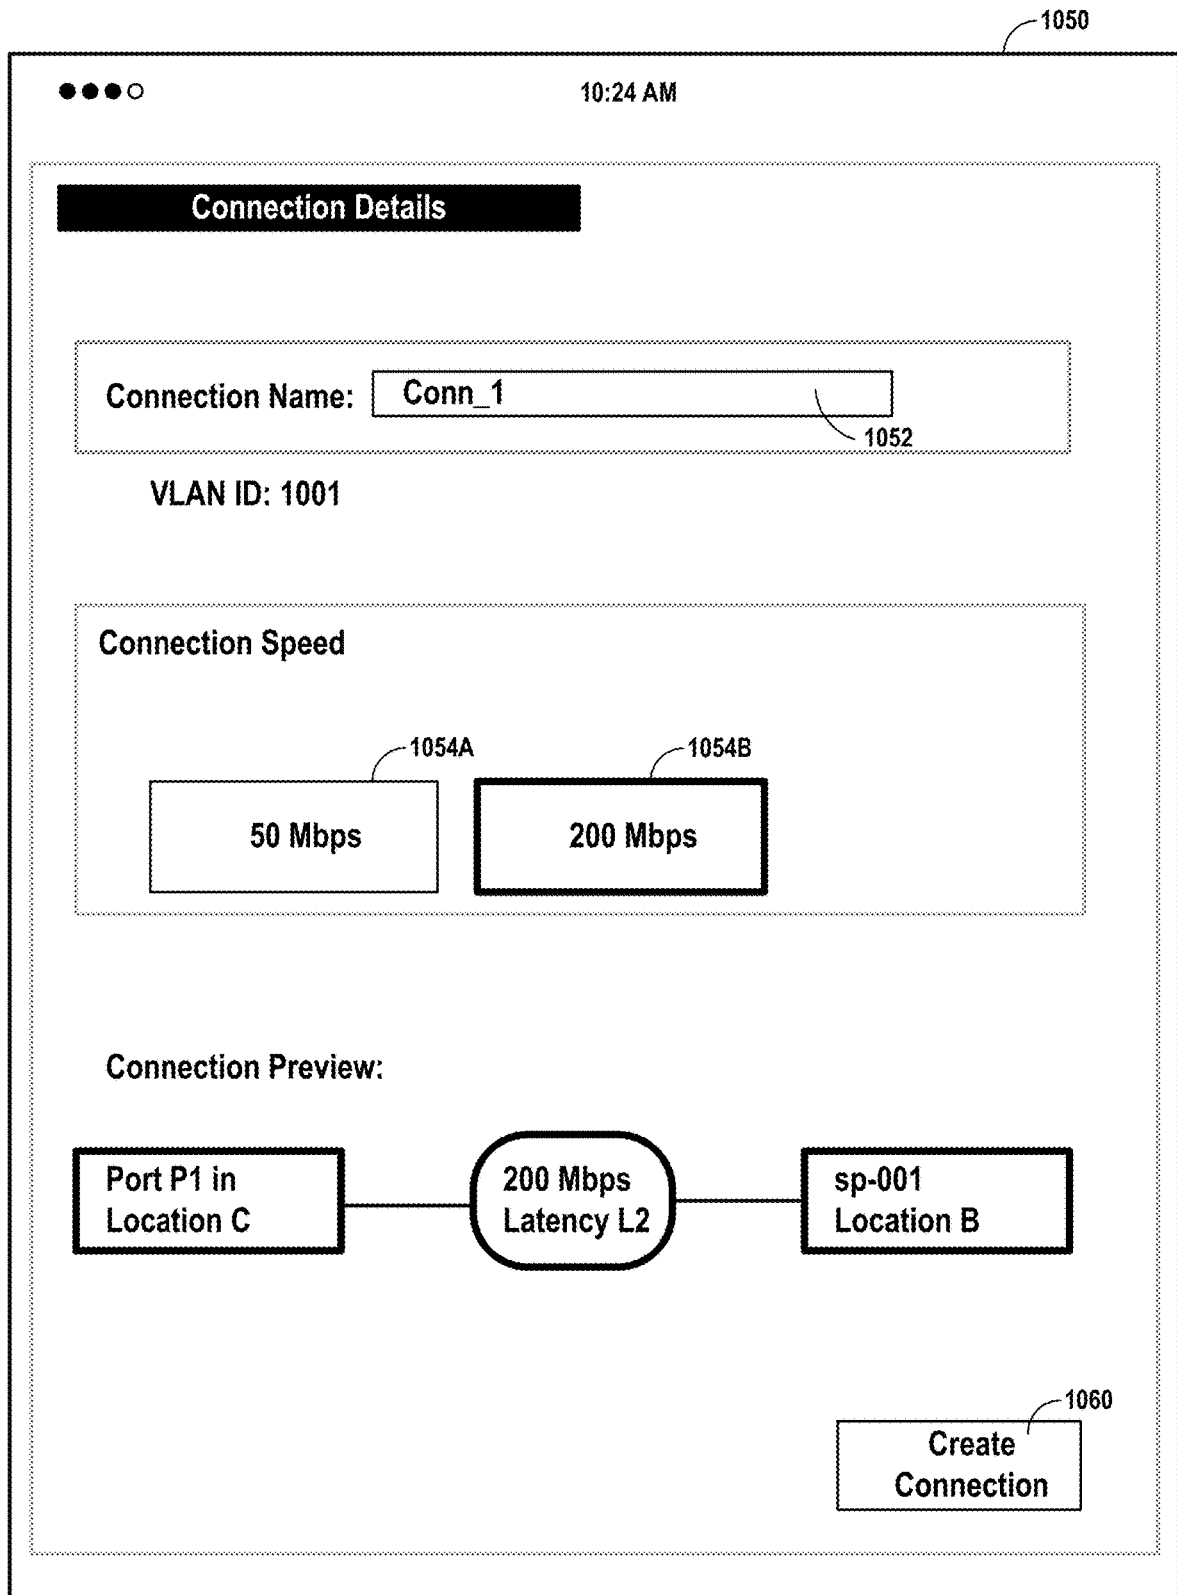 1050
10:24 AM
Connection Details
Connection Name: Conn_1
1052
VLAN ID: 1001
Connection Speed
1054A 1054B
50 Mbps 200 Mbps
Connection Preview:
Port P1 in 200 Mbps sp-001
Location C Latency L2 Location B
1060
Create
Connection